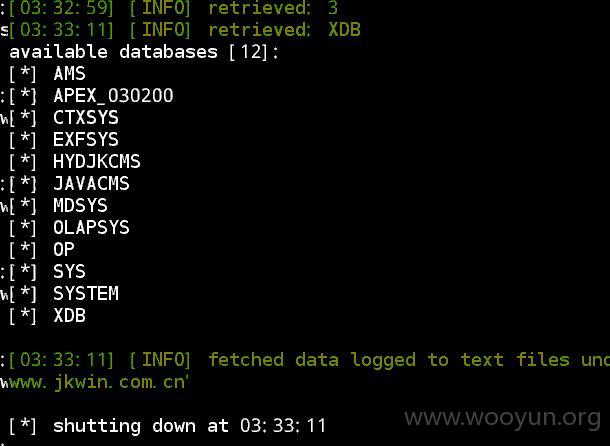 :[03:32:59] [INFO] retrieved: 3
s[03:33:11] [INFO] retrieved: XDB
available databases [12]:
[*] AMS
:[*] APEX_030200
w[*] CTXSYS
[*] EXFSYS
[*] HYDJKCMS
:[*] JAVACMS
w[*] MDSYS
[*] OLAPSYS
[*] OP
:[*] SYS
w[*] SYSTEM
[*] XDB
:[03:33:11] [INFO] fetched data logged to text files und
www.jkwin.com.cn'
[*] shutting down at 03:33:11
www.wooyun.org